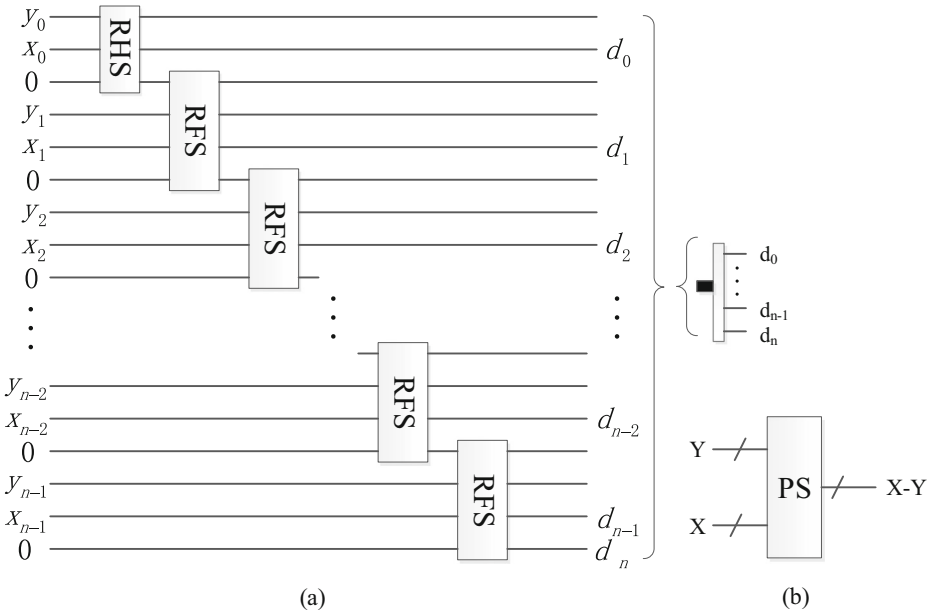 y₀
x₀ RHS d₀
0
y₁ RFS
x₁ d₁
0
y₂ RFS
x₂ d₂
0
d₀
dₙ₋₁
dₙ
yₙ₋₂ RFS
xₙ₋₂ dₙ₋₂
0
yₙ₋₁ RFS
xₙ₋₁ dₙ₋₁
0 dₙ
Y
PS X-Y
X
(a) (b)